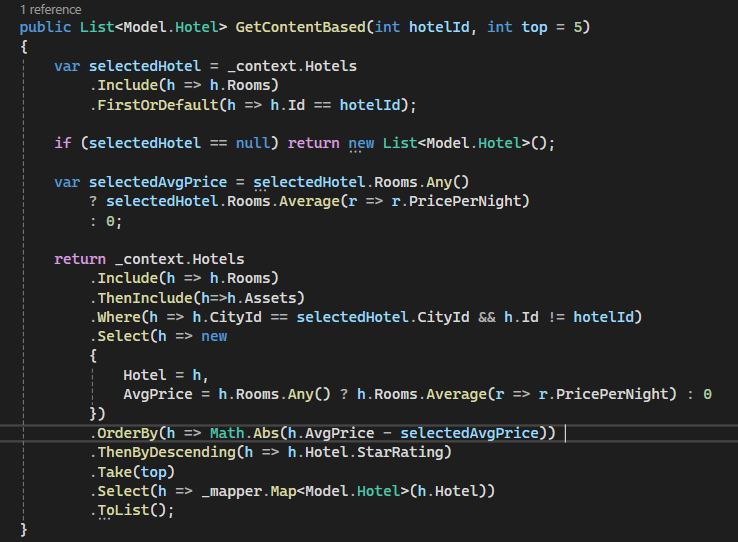 1 reference
public List<Model.Hotel> GetContentBased(int hotelId, int top = 5)
{
    var selectedHotel = _context.Hotels
        .Include(h => h.Rooms)
        .FirstOrDefault(h => h.Id == hotelId);

    if (selectedHotel == null) return new List<Model.Hotel>();

    var selectedAvgPrice = selectedHotel.Rooms.Any()
        ? selectedHotel.Rooms.Average(r => r.PricePerNight)
        : 0;

    return _context.Hotels
        .Include(h => h.Rooms)
        .ThenInclude(h=>h.Assets)
        .Where(h => h.CityId == selectedHotel.CityId && h.Id != hotelId)
        .Select(h => new
        {
            Hotel = h,
            AvgPrice = h.Rooms.Any() ? h.Rooms.Average(r => r.PricePerNight) : 0
        })
        .OrderBy(h => Math.Abs(h.AvgPrice - selectedAvgPrice))
        .ThenByDescending(h => h.Hotel.StarRating)
        .Take(top)
        .Select(h => _mapper.Map<Model.Hotel>(h.Hotel))
        .ToList();
}